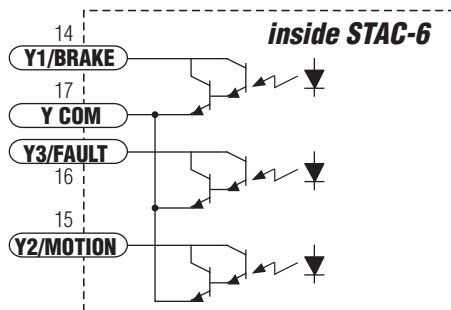 inside STAC-6
14
Y1/BRAKE
17
Y COM
Y3/FAULT
16
15
Y2/MOTION